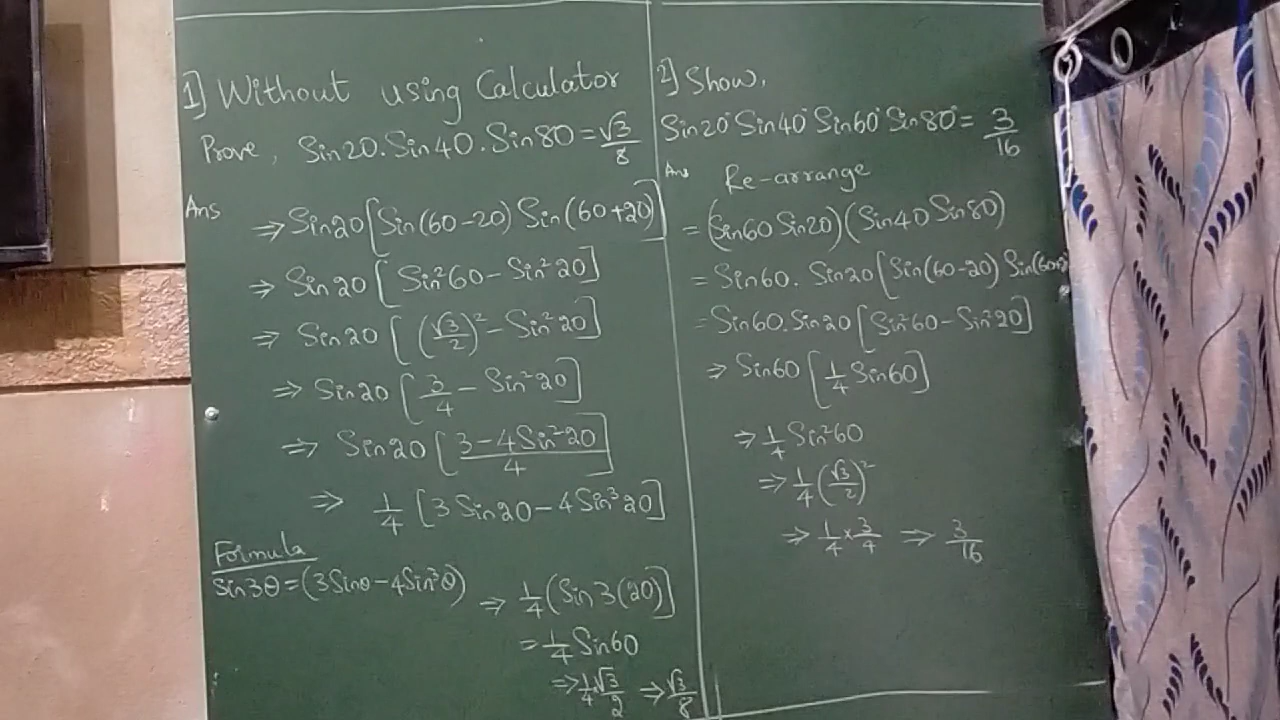 1] Without using Calculator
Prove, Sin20.Sin40.Sin80 = √3/8
Ans
⇒ Sin20[Sin(60-20) Sin(60+20)]
⇒ Sin20 [Sin²60 - Sin²20]
⇒ Sin20 [(√3/2)² - Sin²20]
⇒ Sin20 [3/4 - Sin²20]
⇒ Sin20 [(3-4Sin²20)/4]
⇒ 1/4 [3Sin20 - 4Sin³20]
Formula
Sin3θ = (3Sinθ - 4Sin³θ)
⇒ 1/4 (Sin3(20)]
= 1/4 Sin60
⇒ 1/4 . √3/2 ⇒ √3/8
2] Show,
Sin20° Sin40° Sin60° Sin80° = 3/16
Ans Re-arrange
= (Sin60 Sin20)(Sin40 Sin80)
= Sin60. Sin20 [Sin(60-20)
= Sin60.Sin20 [Sin²60 - Sin²20]
⇒ Sin60 [1/4 Sin60]
⇒ 1/4 Sin²60
⇒ 1/4 (√3/2)²
⇒ 1/4 × 3/4 ⇒ 3/16